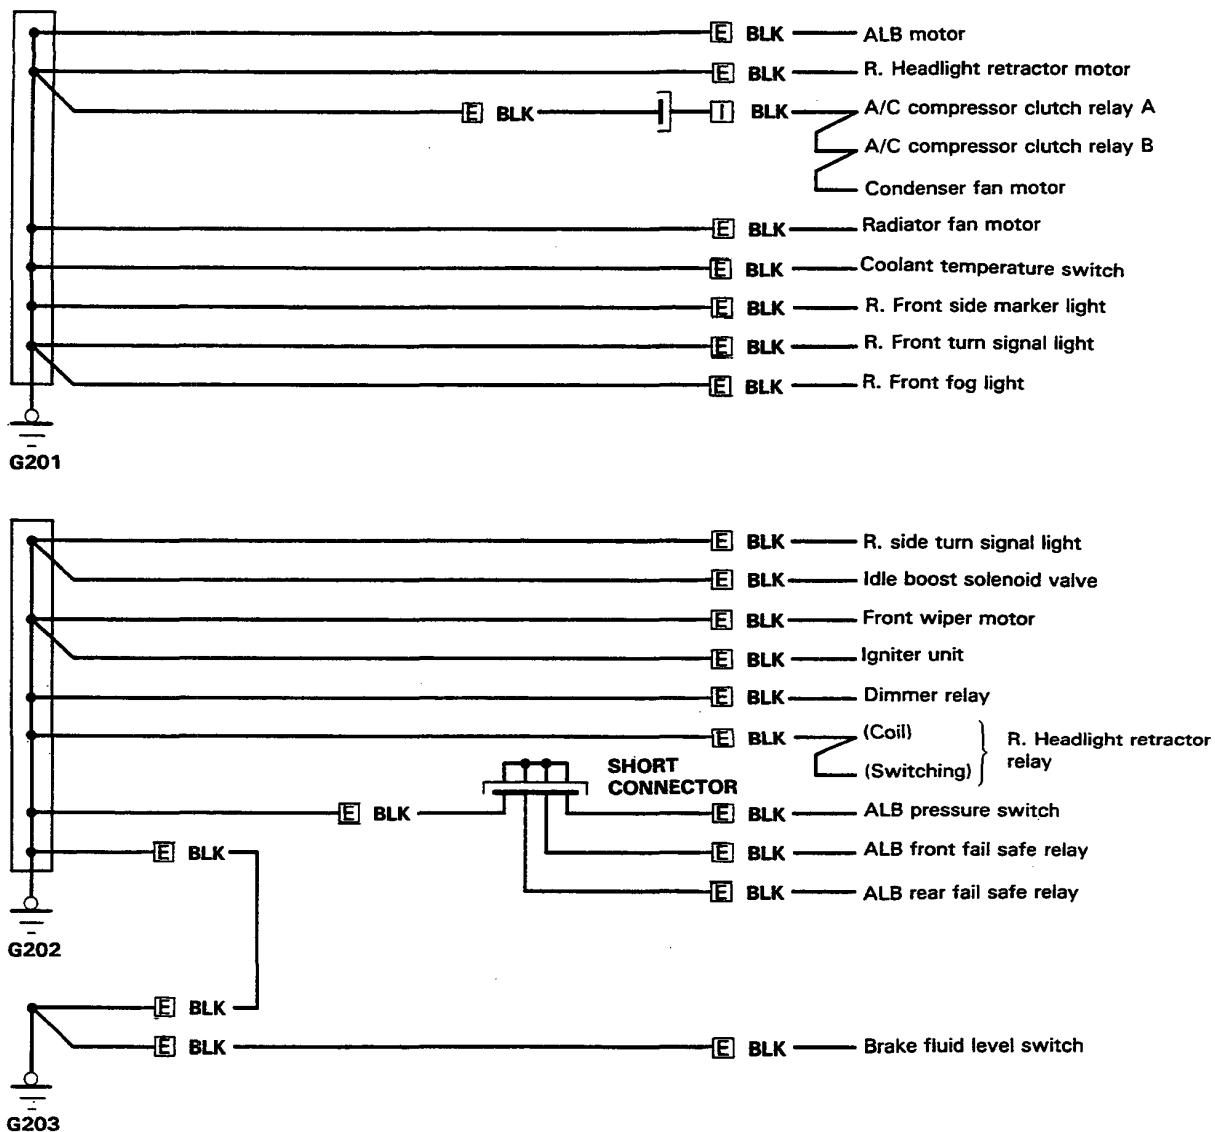 E BLK ALB motor
E BLK R. Headlight retractor motor
E BLK I BLK A/C compressor clutch relay A
A/C compressor clutch relay B
Condenser fan motor
E BLK Radiator fan motor
E BLK Coolant temperature switch
E BLK R. Front side marker light
E BLK R. Front turn signal light
E BLK R. Front fog light
G201
E BLK R. side turn signal light
E BLK Idle boost solenoid valve
E BLK Front wiper motor
E BLK Igniter unit
E BLK Dimmer relay
E BLK (Coil)
(Switching)
R. Headlight retractor
relay
SHORT
CONNECTOR
E BLK E BLK ALB pressure switch
E BLK E BLK ALB front fail safe relay
E BLK ALB rear fail safe relay
G202
E BLK
E BLK E BLK Brake fluid level switch
G203